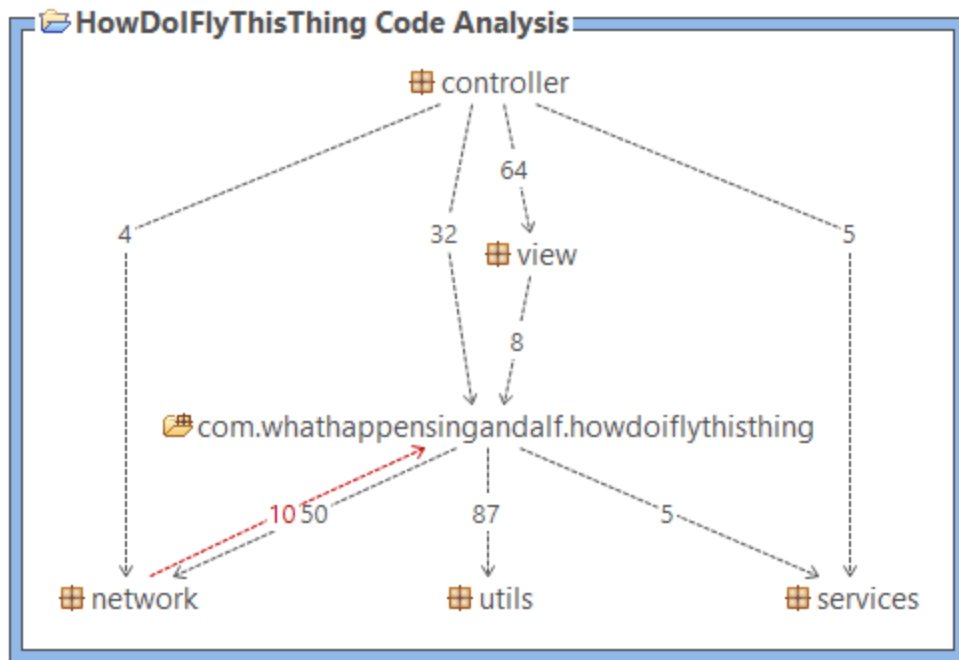 HowDoIFlyThisThing Code Analysis
controller
64
4
32
5
view
8
com.whathappensingandalf.howdoiflythisthing
10 50
87
5
network
utils
services